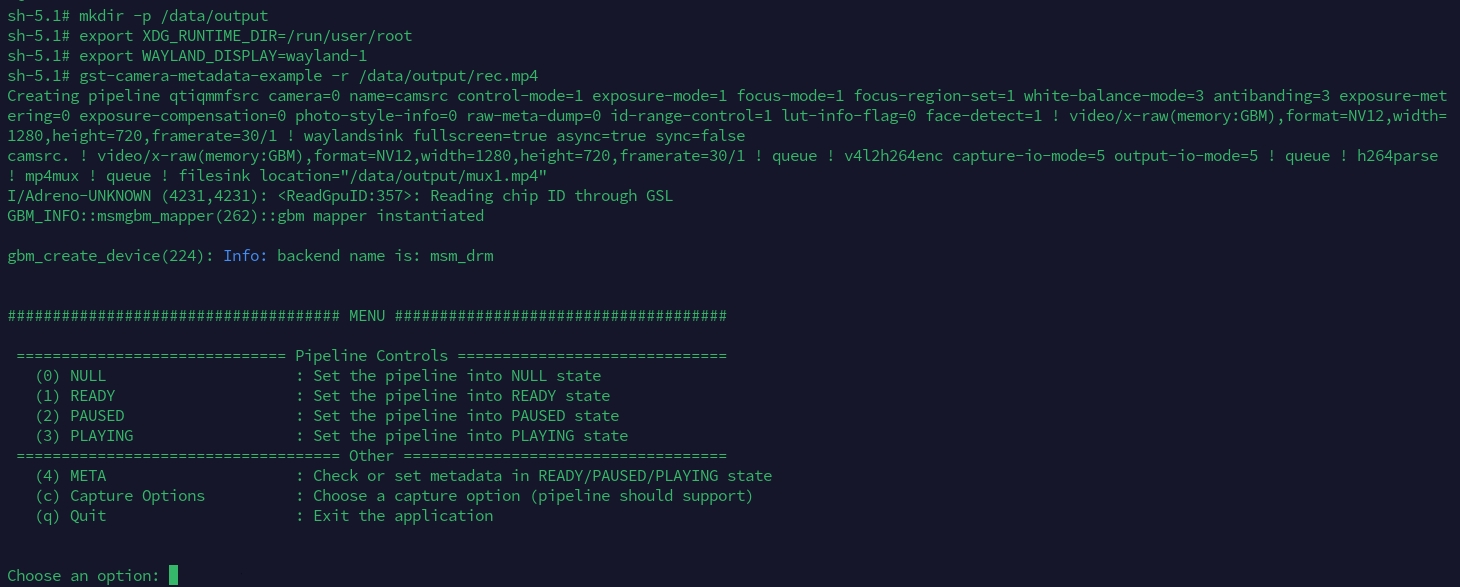 sh-5.1# mkdir -p /data/output
sh-5.1# export XDG_RUNTIME_DIR=/run/user/root
sh-5.1# export WAYLAND_DISPLAY=wayland-1
sh-5.1# gst-camera-metadata-example -r /data/output/rec.mp4
Creating pipeline qtiqmmfsrc camera=0 name=camsrc control-mode=1 exposure-mode=1 focus-mode=1 focus-region-set=1 white-balance-mode=3 antibanding=3 exposure-met
ering=0 exposure-compensation=0 photo-style-info=0 raw-meta-dump=0 id-range-control=1 lut-info-flag=0 face-detect=1 ! video/x-raw(memory:GBM),format=NV12,width=
1280,height=720,framerate=30/1 ! waylandsink fullscreen=true async=true sync=false
camsrc. ! video/x-raw(memory:GBM),format=NV12,width=1280,height=720,framerate=30/1 ! queue ! v4l2h264enc capture-io-mode=5 output-io-mode=5 ! queue ! h264parse
! mp4mux ! queue ! filesink location="/data/output/mux1.mp4"
I/Adreno-UNKNOWN (4231,4231): <ReadGpuID:357>: Reading chip ID through GSL
GBM_INFO::msmgbm_mapper(262)::gbm mapper instantiated
gbm_create_device(224): Info: backend name is: msm_drm
##################################### MENU #####################################
============================== Pipeline Controls ==============================
(0) NULL : Set the pipeline into NULL state
(1) READY : Set the pipeline into READY state
(2) PAUSED : Set the pipeline into PAUSED state
(3) PLAYING : Set the pipeline into PLAYING state
==================================== Other ====================================
(4) META : Check or set metadata in READY/PAUSED/PLAYING state
(c) Capture Options : Choose a capture option (pipeline should support)
(q) Quit : Exit the application
Choose an option: